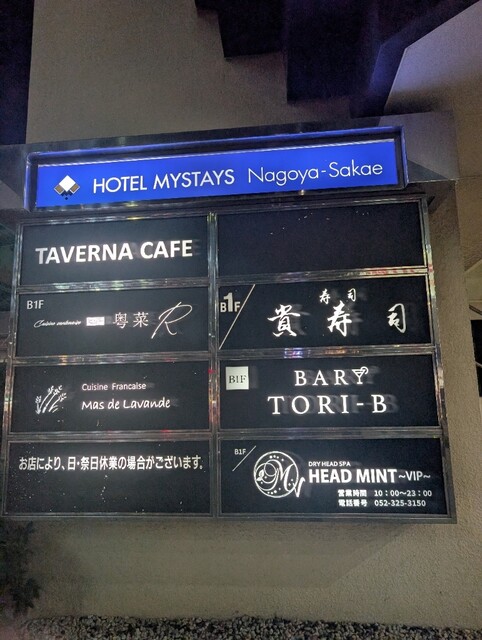 HOTEL MYSTAYS Nagoya-Sakae
TAVERNA CAFE
B1F
Cuisine cantonaise
粤菜 R
B1F
寿司
貴寿司
Cuisine Francaise
Mas de Lavande
B1F
BAR
TORI-B
お店により、日・祭日休業の場合がございます。
B1F
DRY HEAD SPA
HEAD MINT~VIP~
営業時間 10:00~23:00
電話番号 052-325-3150